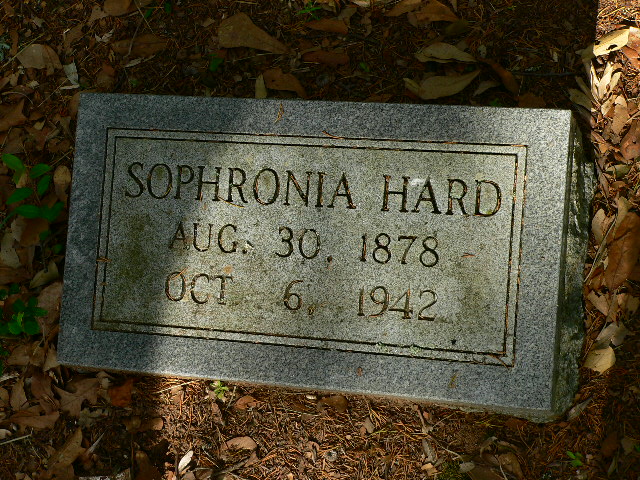 SOPHRONIA HARD
AUG. 30, 1878
OCT 6, 1942